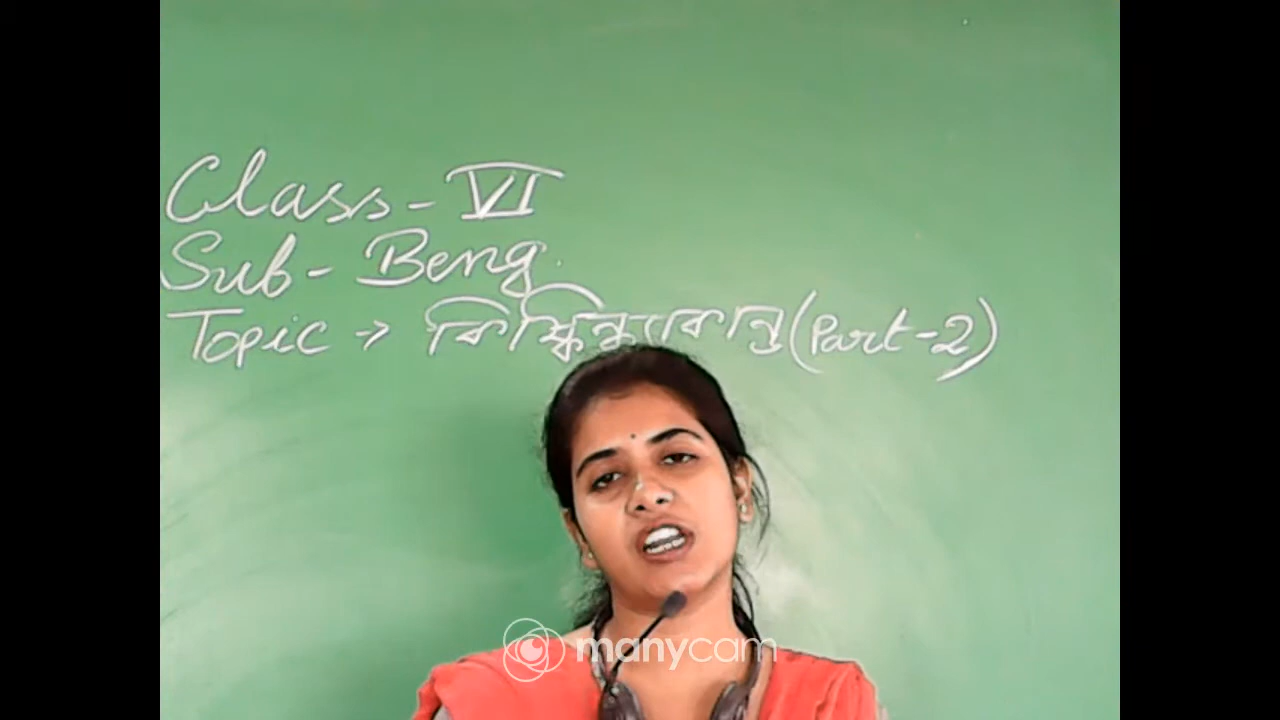 Class - VI
Sub - Beng.
Topic → কিষ্কিন্ধ্যাকান্ড (Part-2)
manycam